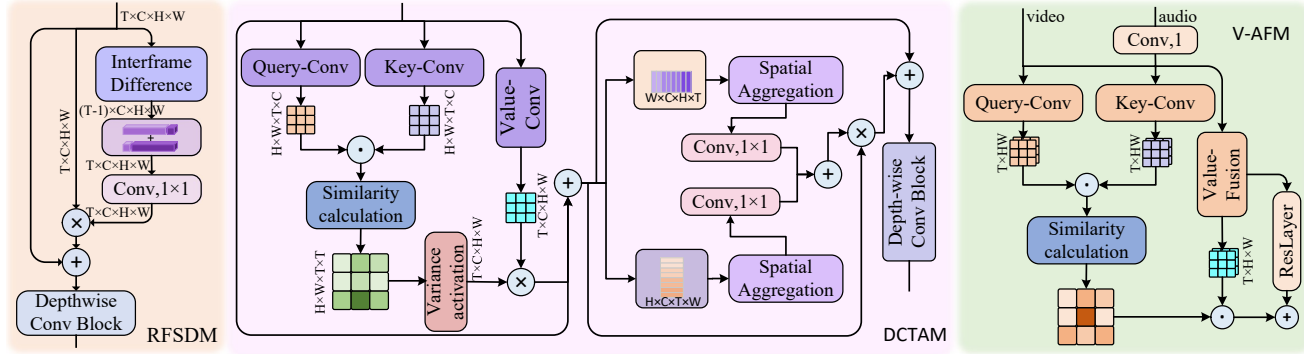 T×C×H×W
Interframe
Difference
(T-1)×C×H×W
+
T×C×H×W
T×C×H×W
Conv,1×1
T×C×H×W
×
+
Depthwise
Conv Block
RFSDM
Query-Conv
Key-Conv
Value-
Conv
H×W×T×C
H×W×T×C
Similarity
calculation
T×C×H×W
H×W×T×T
Variance
activation
T×C×H×W
×
+
W×C×H×T
Spatial
Aggregation
Conv,1×1
Conv,1×1
+
×
+
H×C×T×W
Spatial
Aggregation
Depth-wise
Conv Block
DCTAM
video
audio
V-AFM
Conv,1
Query-Conv
Key-Conv
T×HW
T×HW
Value-
Fusion
Similarity
calculation
T×H×W
ResLayer
+